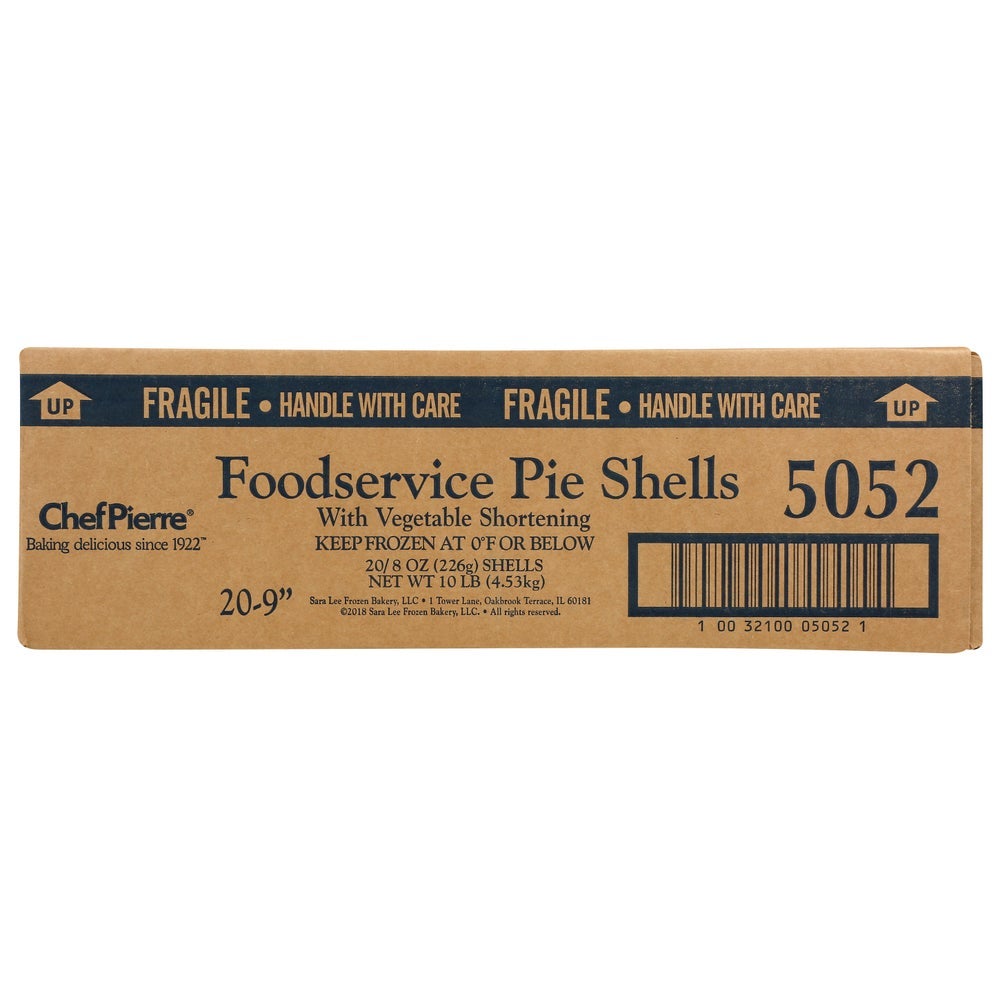 UP FRAGILE • HANDLE WITH CARE FRAGILE • HANDLE WITH CARE UP
Foodservice Pie Shells 5052
ChefPierre®
Baking delicious since 1922™
With Vegetable Shortening
KEEP FROZEN AT 0°F OR BELOW
20/8 OZ (226g) SHELLS
NET WT 10 LB (4.53kg)
20-9”
Sara Lee Frozen Bakery, LLC • 1 Tower Lane, Oakbrook Terrace, IL 60181
©2018 Sara Lee Frozen Bakery, LLC. • All rights reserved.
1 00 32100 05052 1